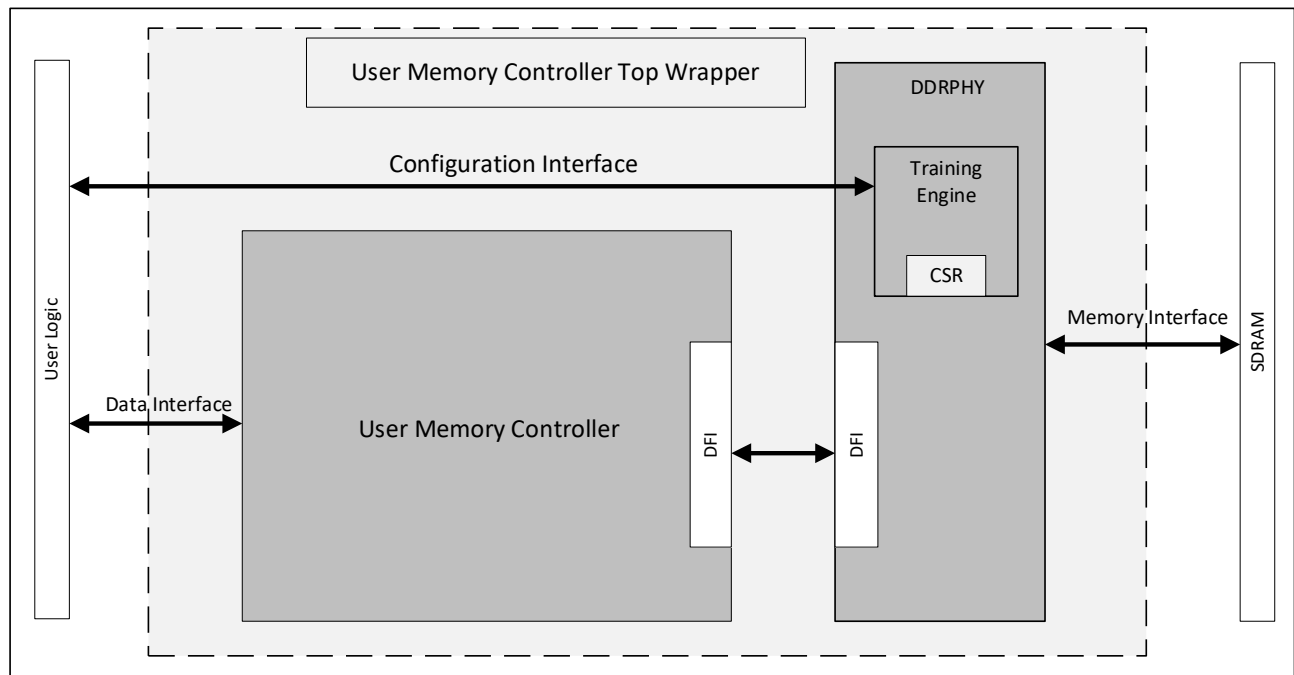 User Memory Controller Top Wrapper
DDRPHY
Configuration Interface
Training
Engine
CSR
User Logic
Data Interface
User Memory Controller
DFI
DFI
Memory Interface
SDRAM